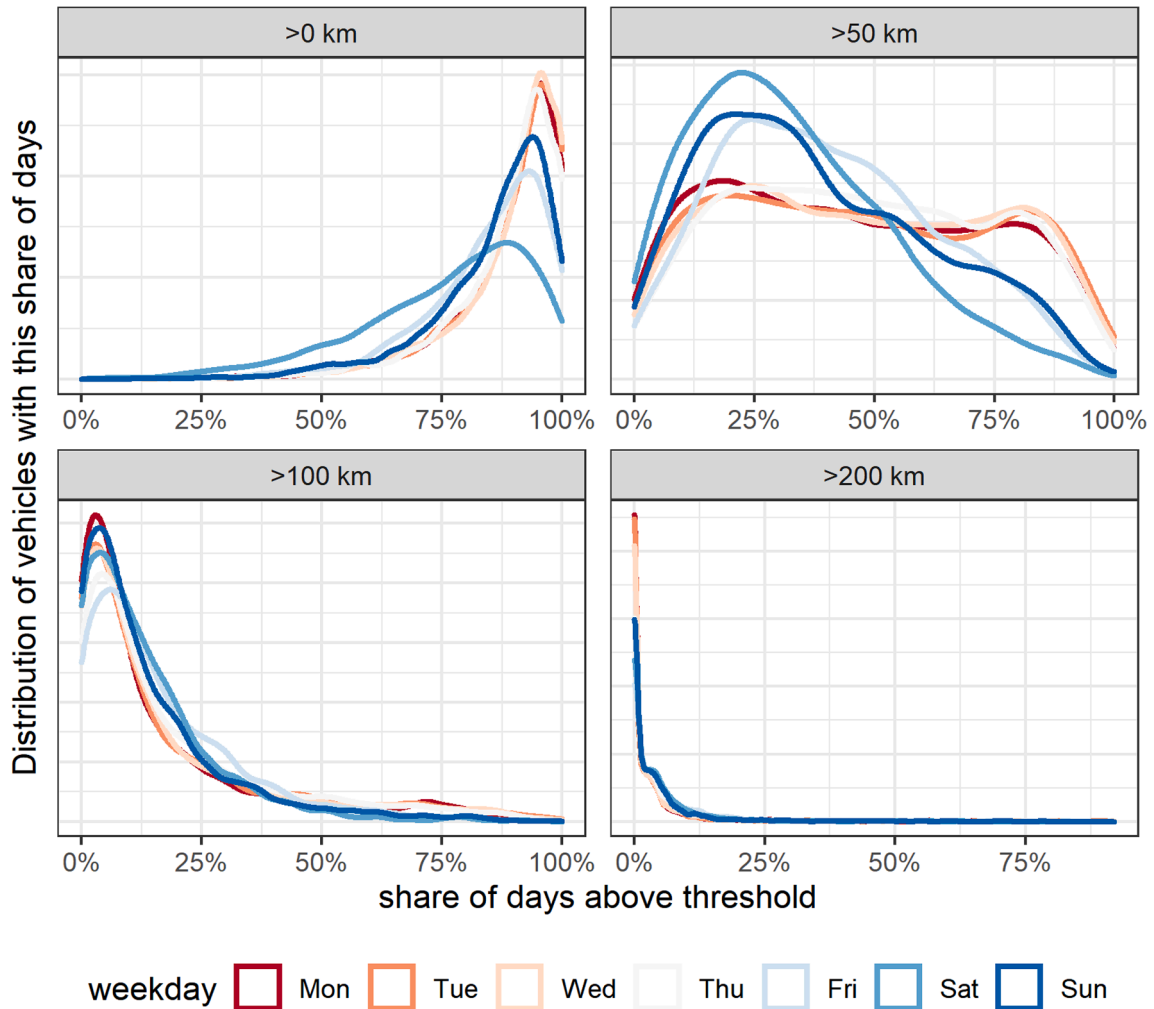 >0 km
>50 km
0% 25% 50% 75% 100%
0% 25% 50% 75% 100%
>100 km
>200 km
0% 25% 50% 75% 100%
0% 25% 50% 75%
Distribution of vehicles with this share of days
share of days above threshold
weekday Mon Tue Wed Thu Fri Sat Sun